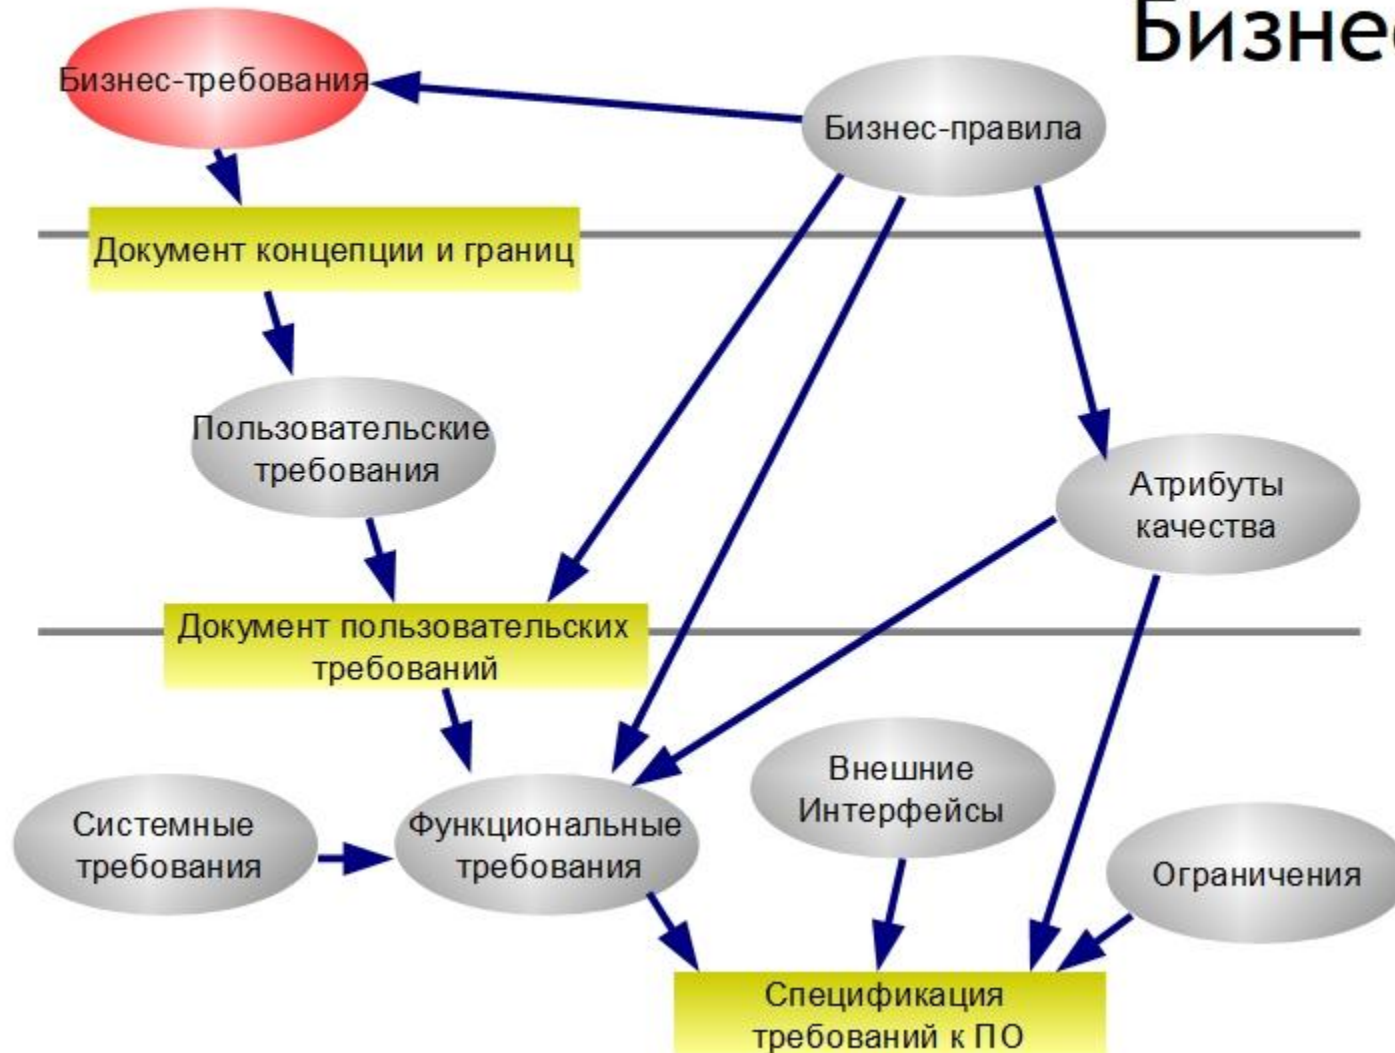 Бизнес
Бизнес-требования
Бизнес-правила
Документ концепции и границ
Пользовательские
требования
Атрибуты
качества
Документ пользовательских
требований
Внешние
Интерфейсы
Системные
требования
Функциональные
требования
Ограничения
Спецификация
требований к ПО